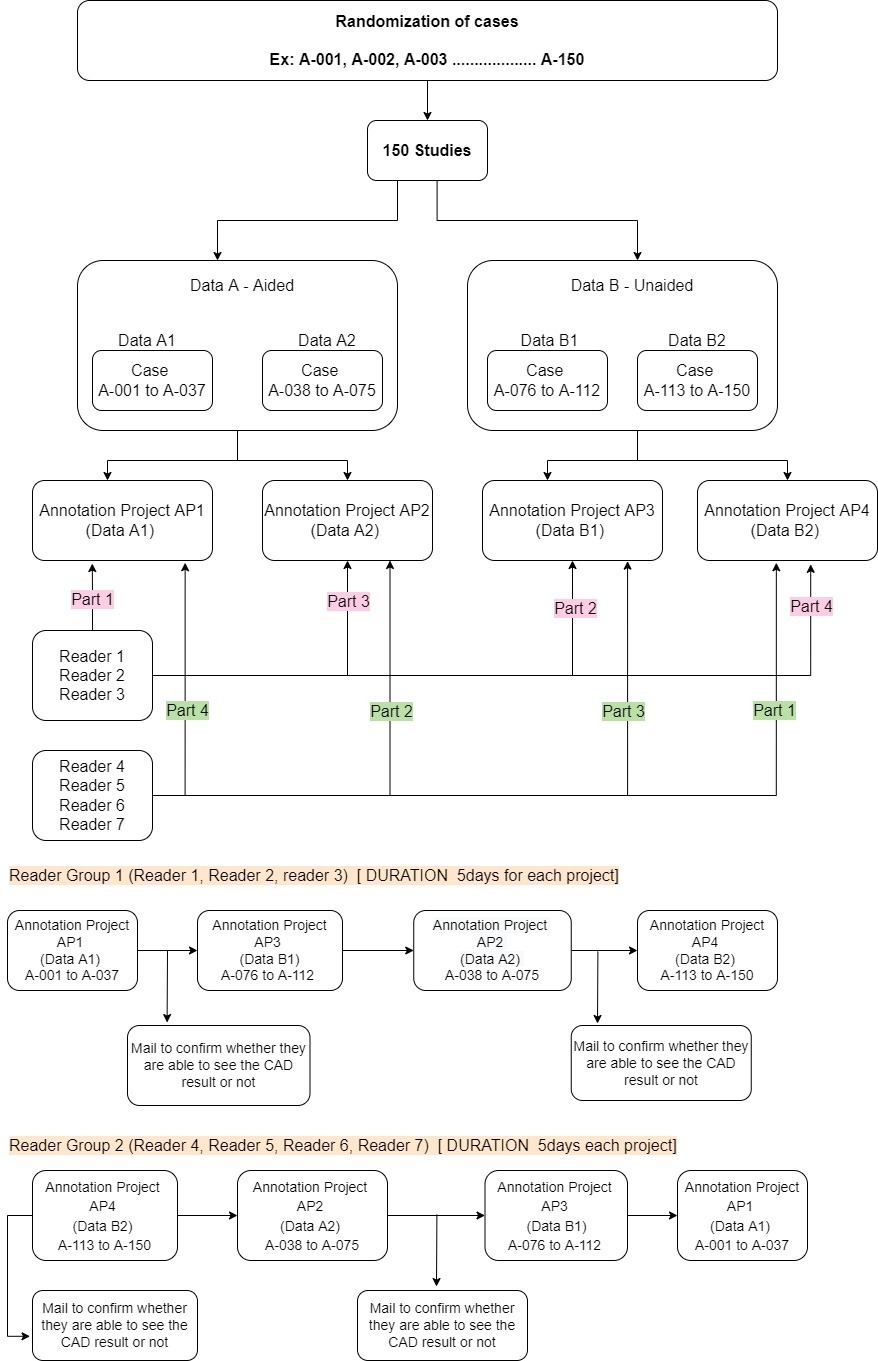 Randomization of cases
Ex: A-001, A-002, A-003 ................... A-150
150 Studies
Data A - Aided
Data A1
Case
A-001 to A-037
Data A2
Case
A-038 to A-075
Data B - Unaided
Data B1
Case
A-076 to A-112
Data B2
Case
A-113 to A-150
Annotation Project AP1
(Data A1)
Annotation Project AP2
(Data A2)
Annotation Project AP3
(Data B1)
Annotation Project AP4
(Data B2)
Part 1
Part 3
Part 2
Part 4
Reader 1
Reader 2
Reader 3
Part 4
Part 2
Part 3
Part 1
Reader 4
Reader 5
Reader 6
Reader 7
Reader Group 1 (Reader 1, Reader 2, reader 3)  [ DURATION  5days for each project]
Annotation Project
AP1
(Data A1)
A-001 to A-037
Annotation Project
AP3
(Data B1)
A-076 to A-112
Annotation Project
AP2
(Data A2)
A-038 to A-075
Annotation Project
AP4
(Data B2)
A-113 to A-150
Mail to confirm whether they
are able to see the CAD
result or not
Mail to confirm whether they
are able to see the CAD
result or not
Reader Group 2 (Reader 4, Reader 5, Reader 6, Reader 7)  [ DURATION  5days each project]
Annotation Project
AP4
(Data B2)
A-113 to A-150
Annotation Project
AP2
(Data A2)
A-038 to A-075
Annotation Project
AP3
(Data B1)
A-076 to A-112
Annotation Project
AP1
(Data A1)
A-001 to A-037
Mail to confirm whether
they are able to see the
CAD result or not
Mail to confirm whether
they are able to see the
CAD result or not